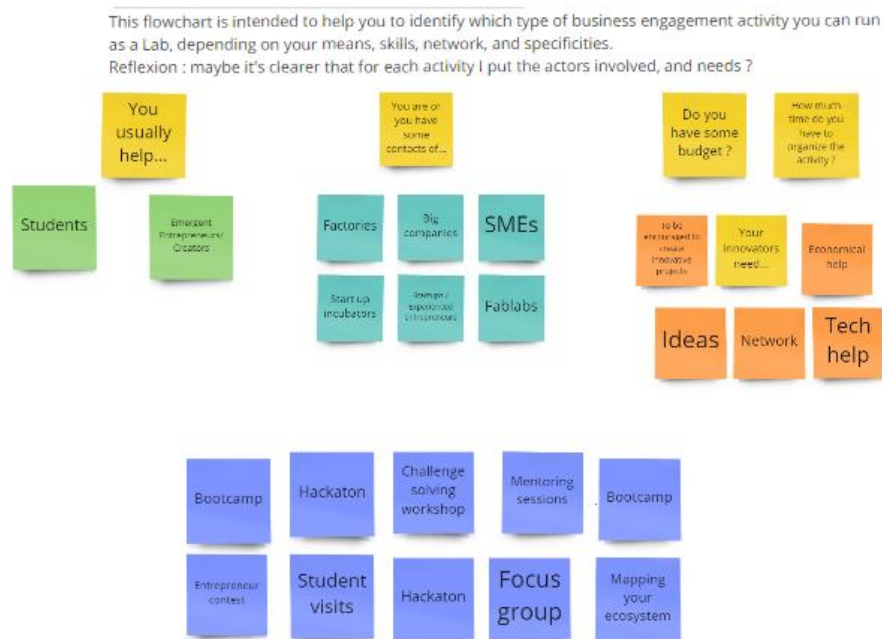 This flowchart is intended to help you to identify which type of business engagement activity you can run
as a Lab, depending on your means, skills, network, and specificities.
Reflexion : maybe it's clearer that for each activity I put the actors involved, and needs ?
You
usually
help...
You are or
you have
some
contacts of...
Do you
have some
budget ?
How much
time do you
have to
organize the
activity ?
Students
Emergent
Entrepreneurs/
Creators
Factories
Big
companies
SMEs
To be
encouraged to
create
innovative
projects
Your
innovators
need...
Economical
help
Start up
incubators
Startups /
Experienced
entrepreneurs
Fablabs
Ideas
Network
Tech
help
Bootcamp
Hackaton
Challenge
solving
workshop
Mentoring
sessions
Bootcamp
Entrepreneur
contest
Student
visits
Hackaton
Focus
group
Mapping
your
ecosystem